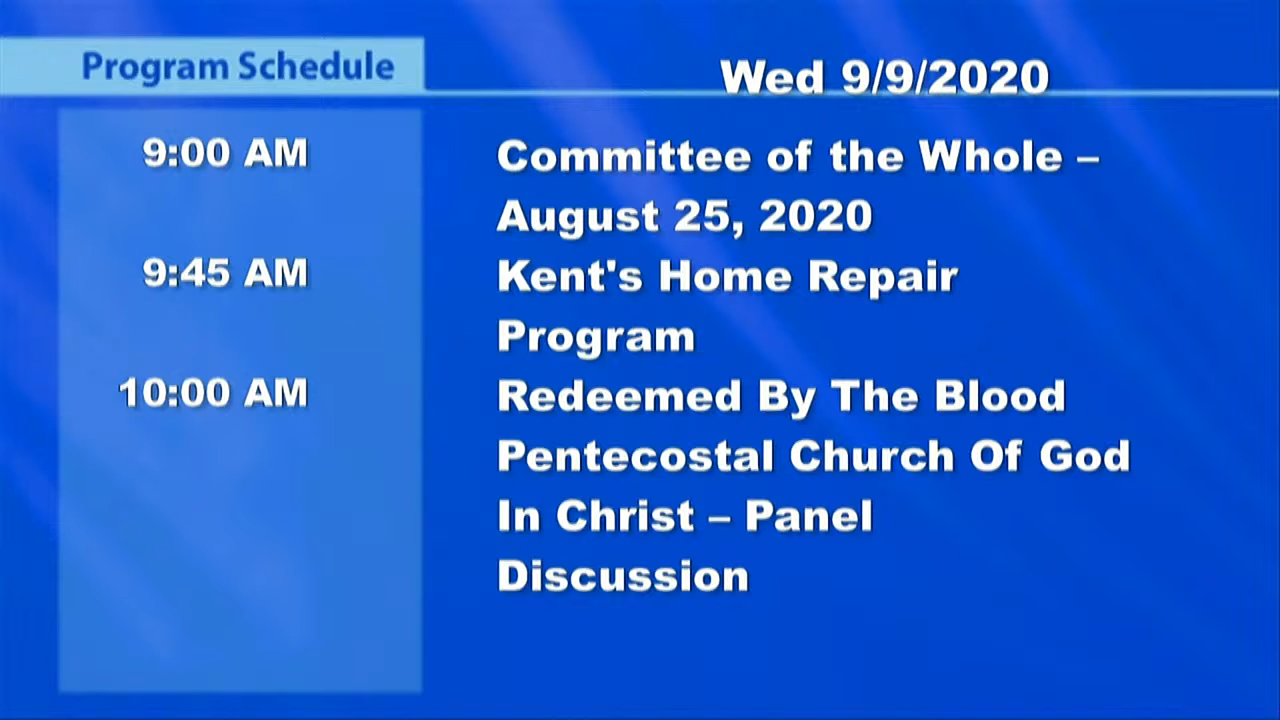 Program Schedule
Wed 9/9/2020
9:00 AM
Committee of the Whole –
August 25, 2020
9:45 AM
Kent's Home Repair
Program
10:00 AM
Redeemed By The Blood
Pentecostal Church Of God
In Christ – Panel
Discussion